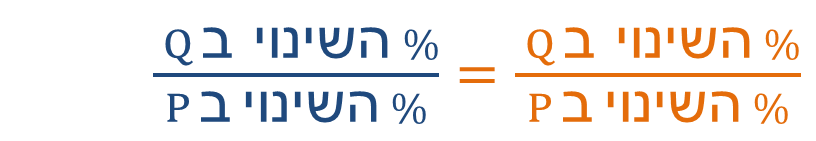 % השינוי ב Q = % השינוי ב Q
% השינוי ב P   % השינוי ב P